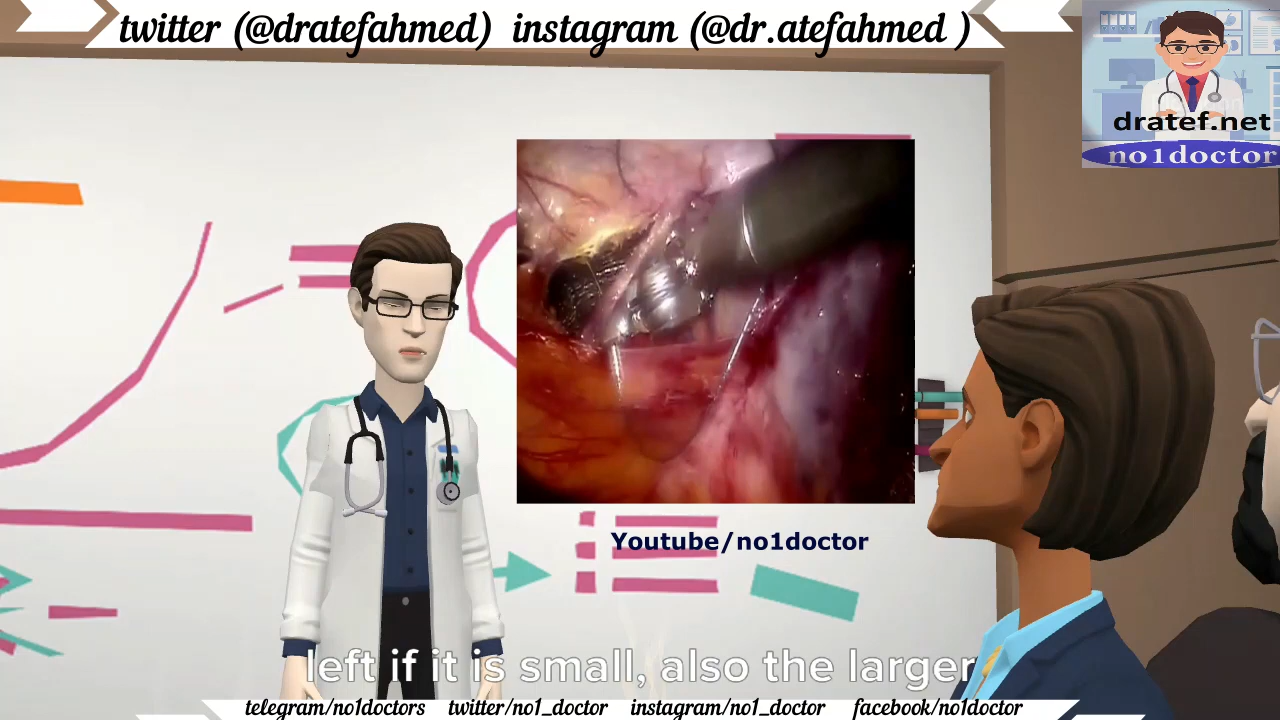 twitter (@dratefahmed) instagram (@dr.atefahmed )
dratef.net
no1doctor
Youtube/no1doctor
left if it is small, also the larger
telegram/no1doctors twitter/no1_doctor instagram/no1_doctor facebook/no1doctor